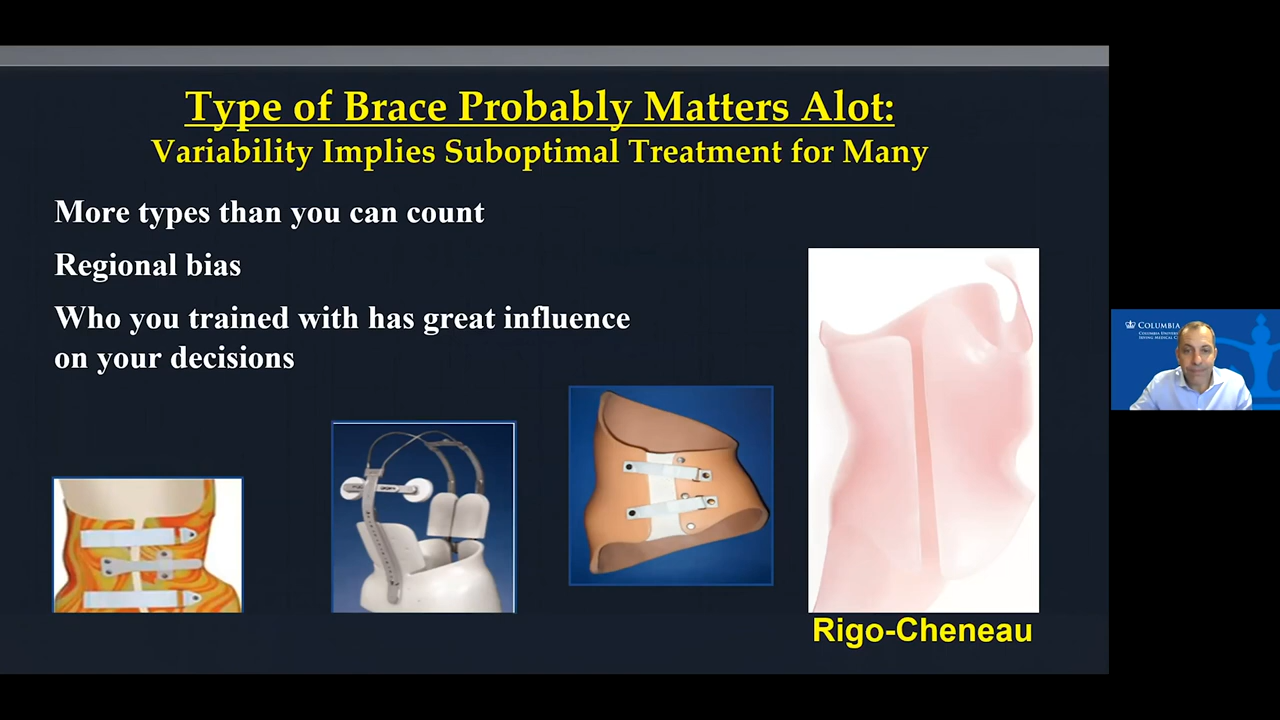 Type of Brace Probably Matters Alot:
Variability Implies Suboptimal Treatment for Many
More types than you can count
Regional bias
Who you trained with has great influence
on your decisions
Rigo-Cheneau
COLUMBIA